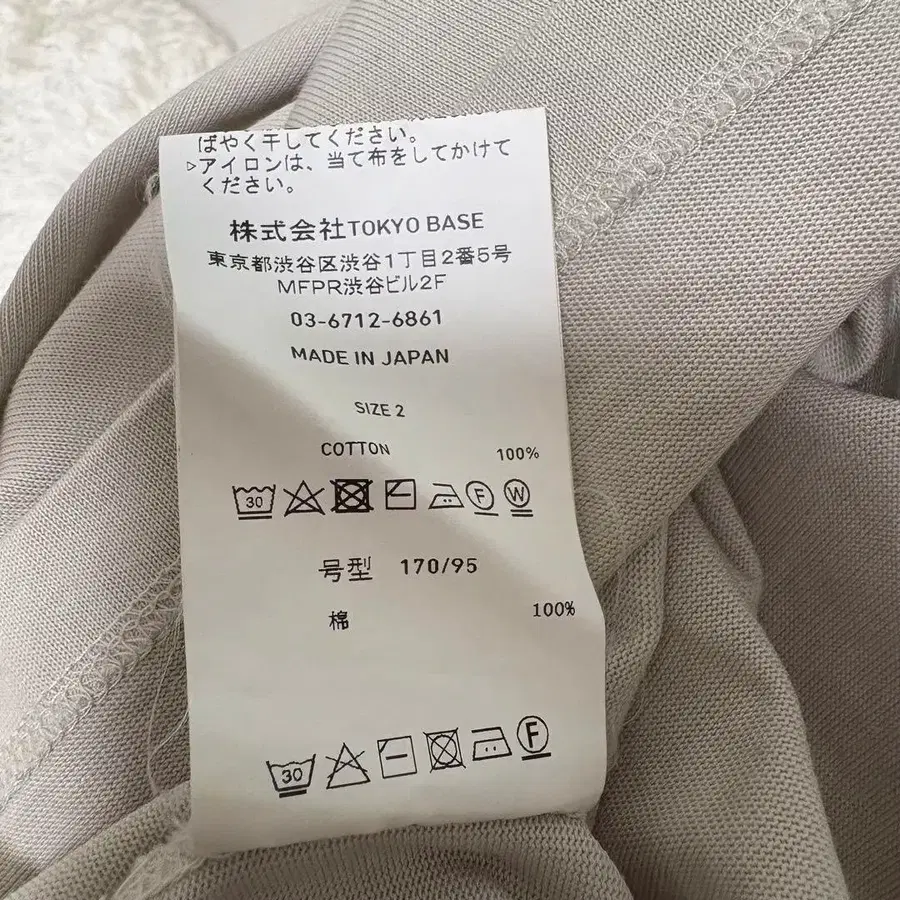 ばやく干してください。
▷アイロンは、当て布をしてかけて
ください。
株式会社TOKYO BASE
東京都渋谷区渋谷1丁目2番5号
MFPR渋谷ビル2F
03-6712-6861
MADE IN JAPAN
SIZE 2
COTTON 100%
30 F W
号型 170/95
棉 100%
30 F